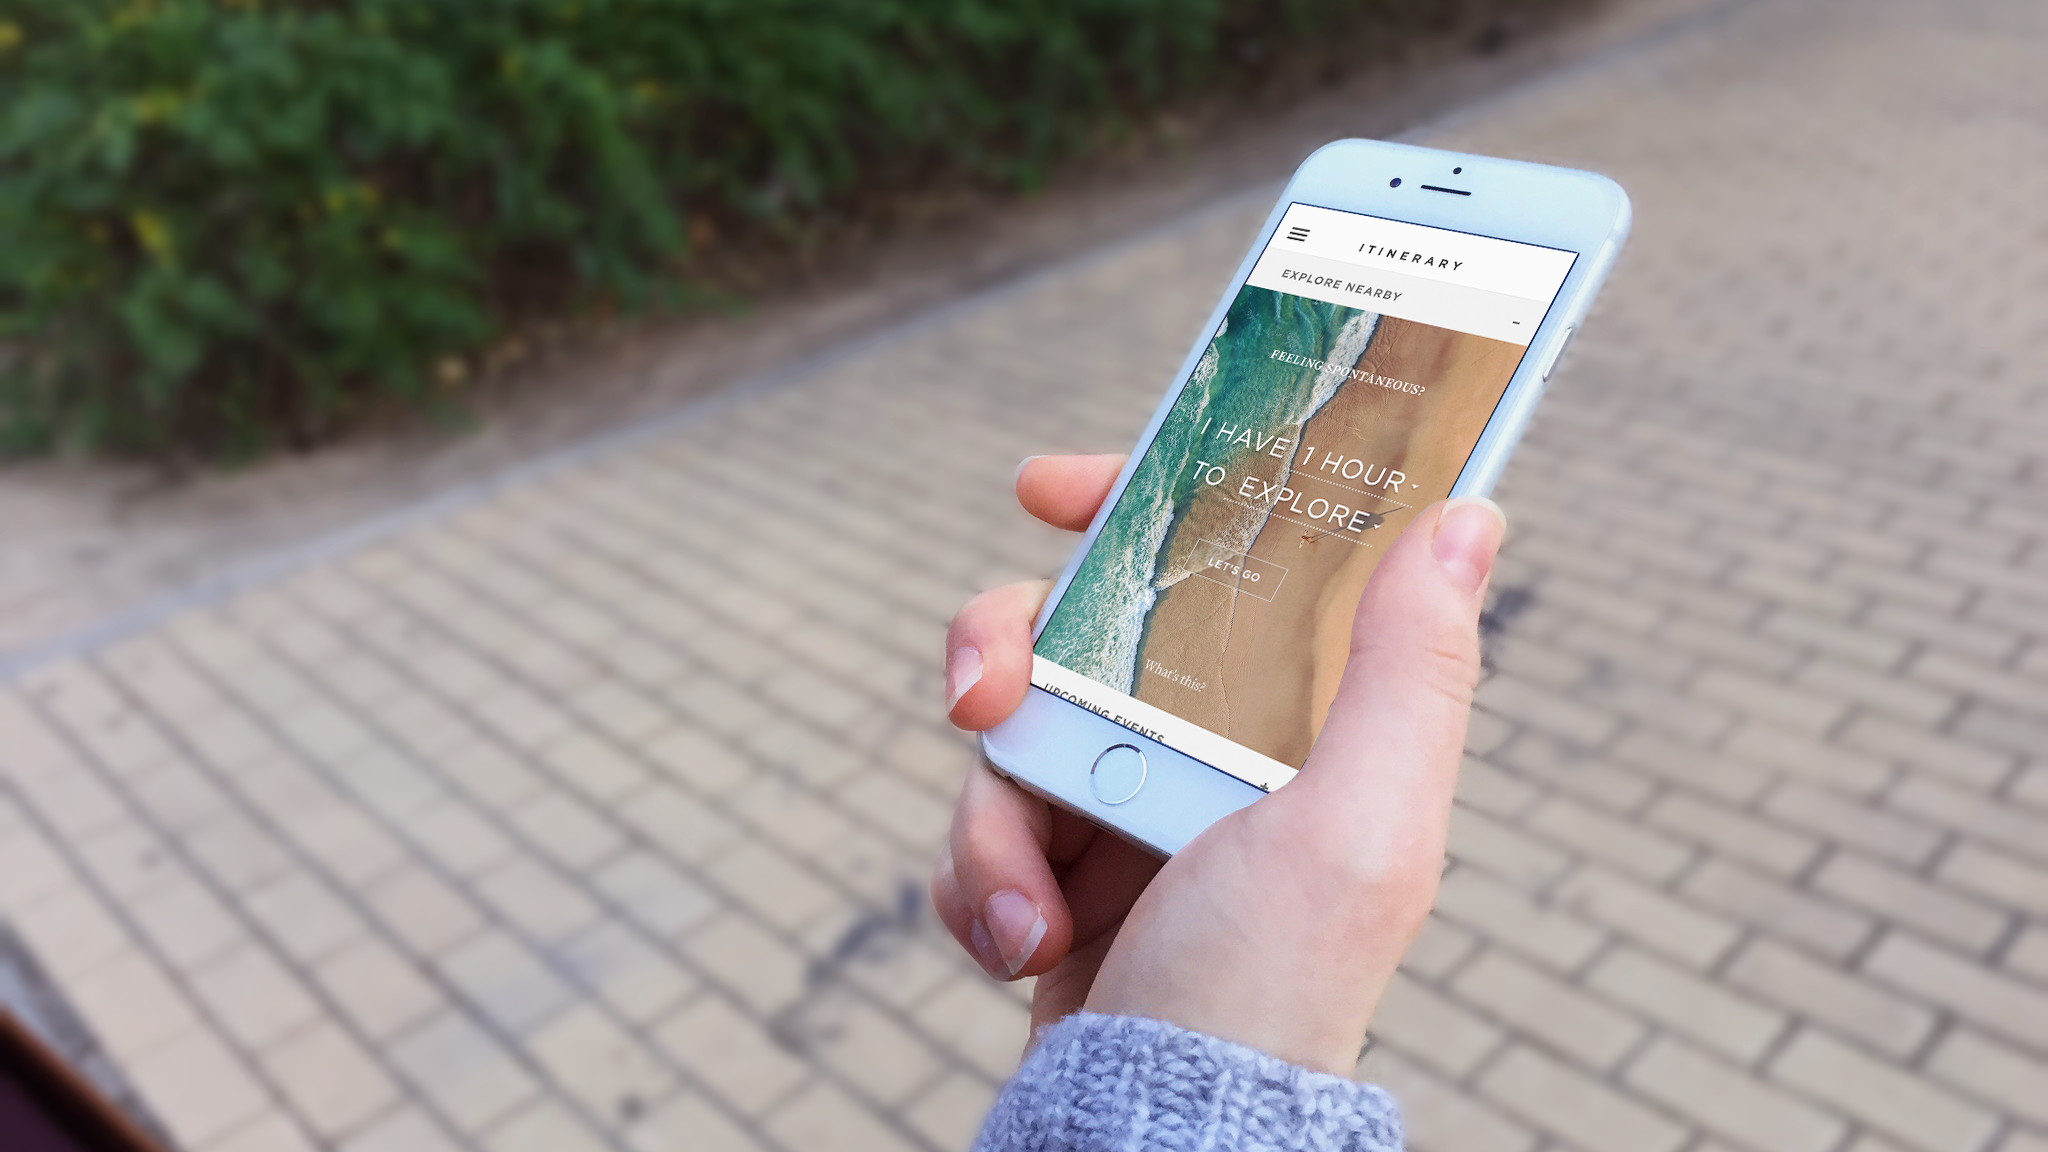 ITINERARY
EXPLORE NEARBY
FEELING SPONTANEOUS?
I HAVE 1 HOUR
TO EXPLORE
LET'S GO
What's this?
UPCOMING EVENTS